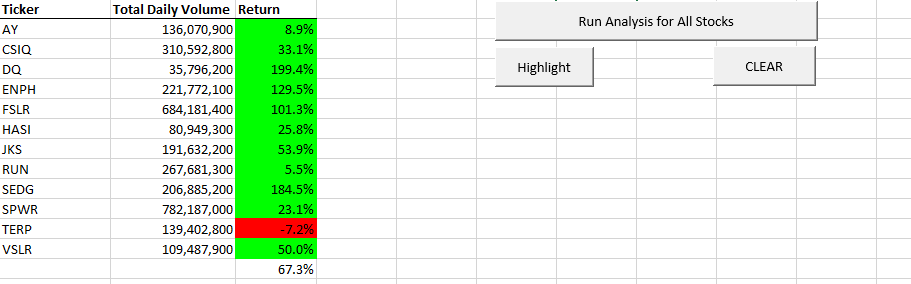 Ticker Total Daily Volume Return
AY 136,070,900 8.9%
CSIQ 310,592,800 33.1%
DQ 35,796,200 199.4%
ENPH 221,772,100 129.5%
FSLR 684,181,400 101.3%
HASI 80,949,300 25.8%
JKS 191,632,200 53.9%
RUN 267,681,300 5.5%
SEDG 206,885,200 184.5%
SPWR 782,187,000 23.1%
TERP 139,402,800 -7.2%
VSLR 109,487,900 50.0%
67.3%
Run Analysis for All Stocks
Highlight
CLEAR